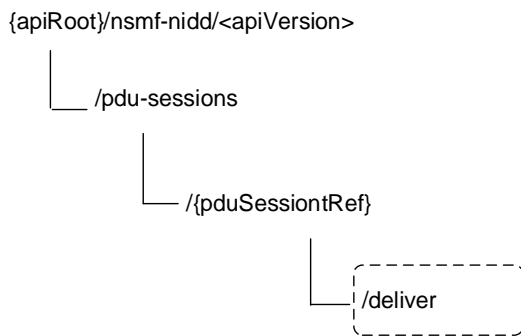 {apiRoot}/nsmf-nidd/<apiVersion>
/pdu-sessions
/{pduSessiontRef}
/deliver